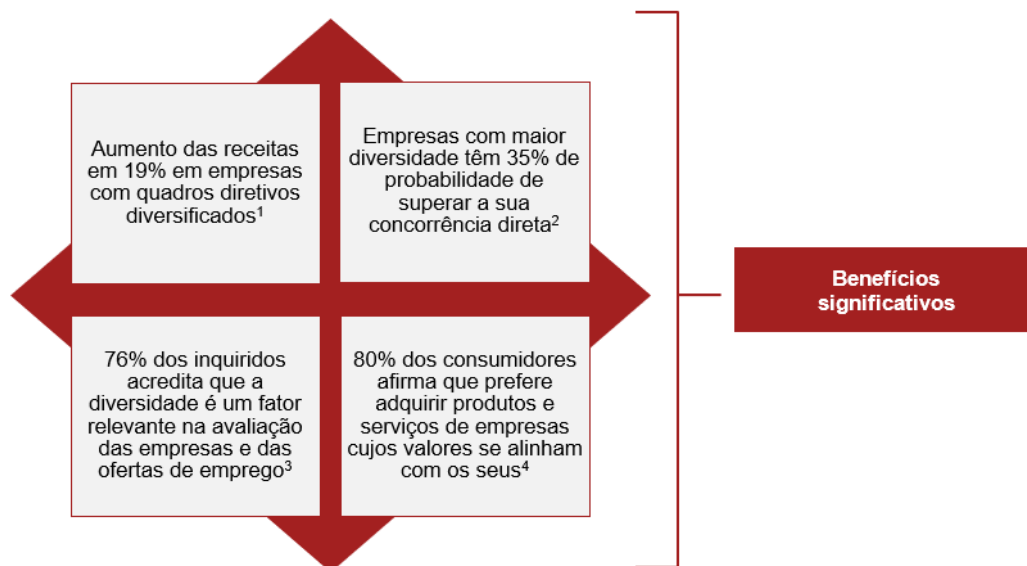 Aumento das receitas
em 19% em empresas
com quadros diretivos
diversificados¹
Empresas com maior
diversidade têm 35% de
probabilidade de
superar a sua
concorrência direta²
76% dos inquiridos
acredita que a
diversidade é um fator
relevante na avaliação
das empresas e das
ofertas de emprego³
80% dos consumidores
afirma que prefere
adquirir produtos e
serviços de empresas
cujos valores se alinham
com os seus⁴
Benefícios
significativos